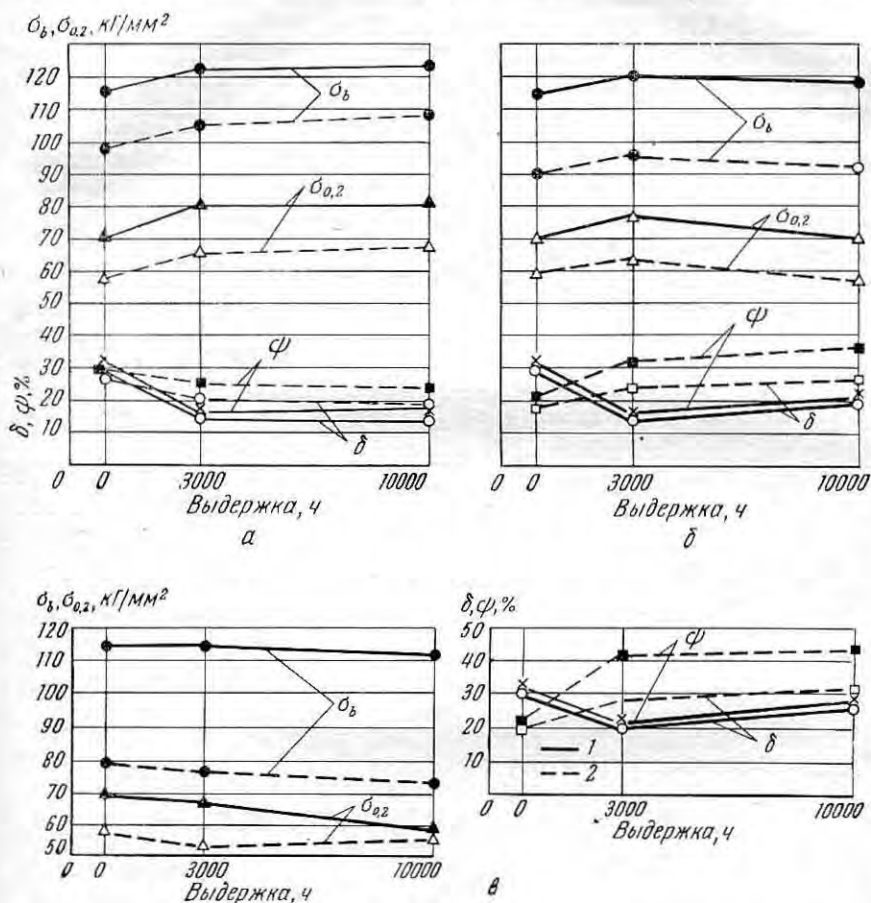 σb, σ0,2, кГ/мм²
120
110
100
90
80
70
60
50
40
30
20
10
δ, ψ, %
σb
σ0,2
ψ
δ
0 0 3000 10000
Выдержка, ч
а
σb
σ0,2
ψ
δ
0 0 3000 10000
Выдержка, ч
б
σb, σ0,2, кГ/мм²
120
110
100
90
80
70
60
50
σb
σ0,2
0 0 3000 10000
Выдержка, ч
δ, ψ, %
50
40
30
20
10
ψ
δ
1
2
0 0 3000 10000
Выдержка, ч
в